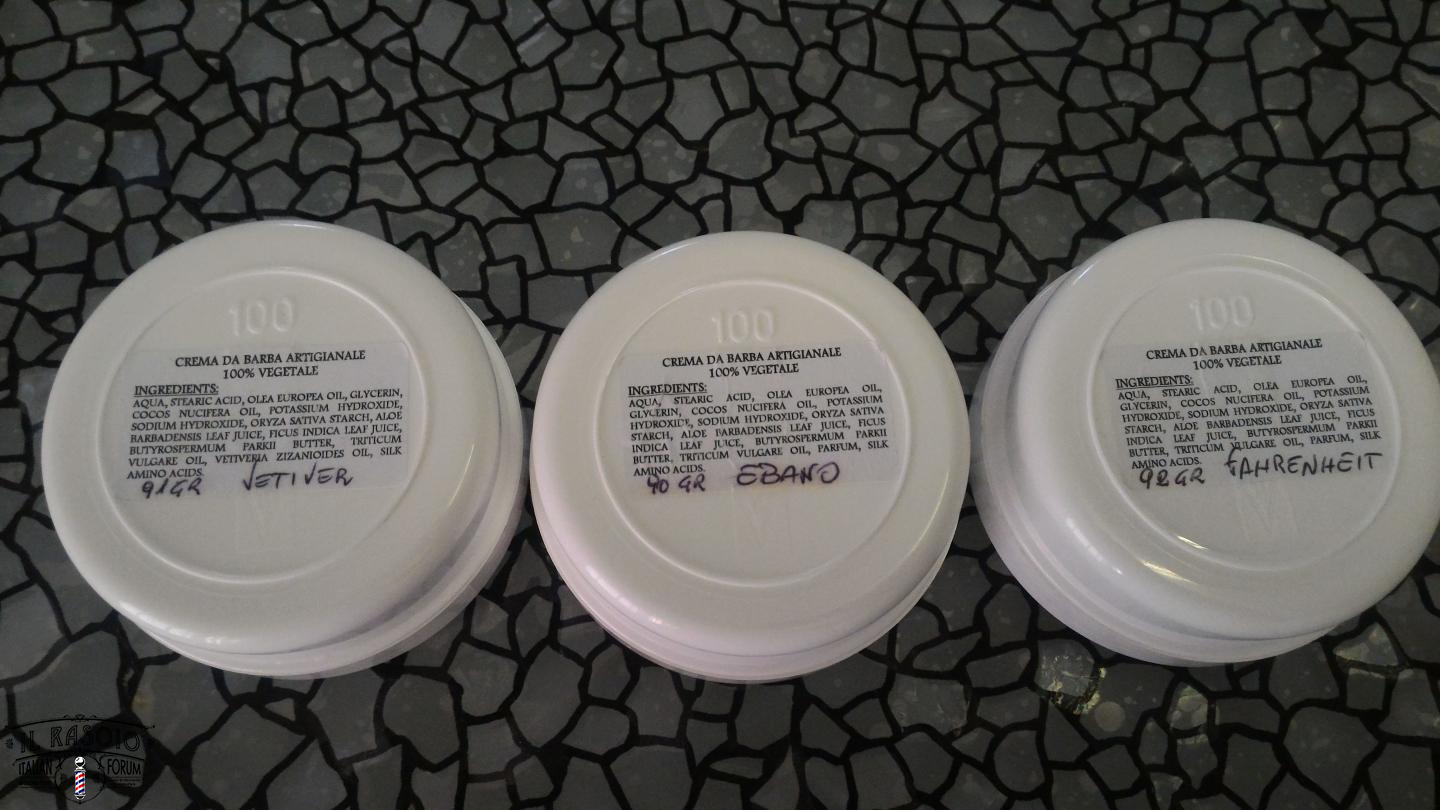 100
CREMA DA BARBA ARTIGIANALE
100% VEGETALE
INGREDIENTS:
AQUA, STEARIC ACID, OLEA EUROPEA OIL, GLYCERIN,
COCOS NUCIFERA OIL, POTASSIUM HYDROXIDE,
SODIUM HYDROXIDE, ORYZA SATIVA STARCH, ALOE
BARBADENSIS LEAF JUICE, FICUS INDICA LEAF JUICE,
BUTYROSPERMUM PARKII BUTTER, TRITICUM
VULGARE OIL, VETIVERIA ZIZANIOIDES OIL, SILK
AMINO ACIDS.
91 GR VETIVER
100
CREMA DA BARBA ARTIGIANALE
100% VEGETALE
INGREDIENTS:
AQUA, STEARIC ACID, OLEA EUROPEA OIL,
GLYCERIN, COCOS NUCIFERA OIL, POTASSIUM
HYDROXIDE, SODIUM HYDROXIDE, ORYZA SATIVA
STARCH, ALOE BARBADENSIS LEAF JUICE, FICUS
INDICA LEAF JUICE, BUTYROSPERMUM PARKII
BUTTER, TRITICUM VULGARE OIL, PARFUM, SILK
AMINO ACIDS.
90 GR EBANO
100
CREMA DA BARBA ARTIGIANALE
100% VEGETALE
INGREDIENTS:
AQUA, STEARIC ACID, OLEA EUROPEA OIL,
GLYCERIN, COCOS NUCIFERA OIL, POTASSIUM
HYDROXIDE, SODIUM HYDROXIDE, ORYZA SATIVA
STARCH, ALOE BARBADENSIS LEAF JUICE, FICUS
INDICA LEAF JUICE, BUTYROSPERMUM PARKII
BUTTER, TRITICUM VULGARE OIL, PARFUM, SILK
AMINO ACIDS.
92 GR FAHRENHEIT
IL RASOIO
ITALIAN FORUM